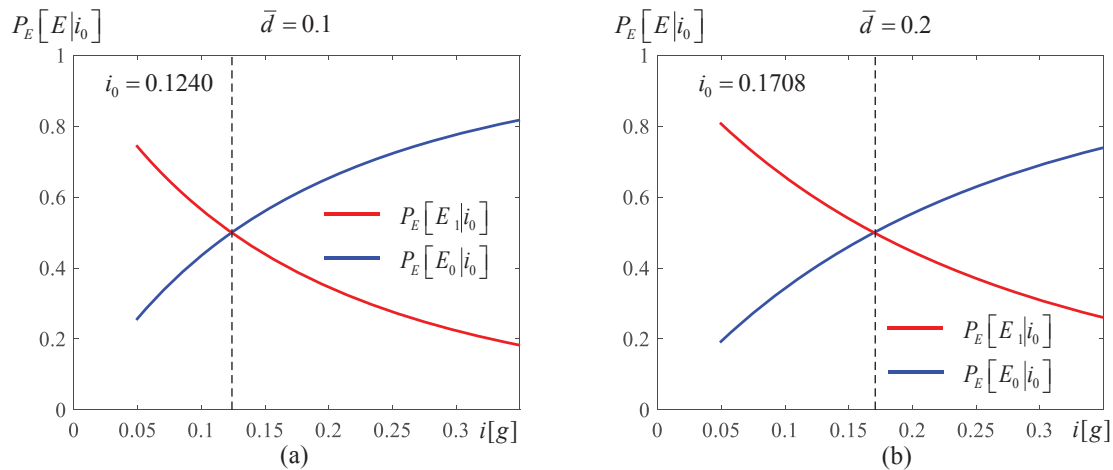 P_E[E|i_0] d̅ = 0.1
1
i_0 = 0.1240
0.8
0.6
P_E[E_1|i_0]
0.4
P_E[E_0|i_0]
0.2
0
0 0.05 0.1 0.15 0.2 0.25 0.3 i[g]
(a)
P_E[E|i_0] d̅ = 0.2
1
i_0 = 0.1708
0.8
0.6
0.4
P_E[E_1|i_0]
0.2
P_E[E_0|i_0]
0
0 0.05 0.1 0.15 0.2 0.25 0.3 i[g]
(b)